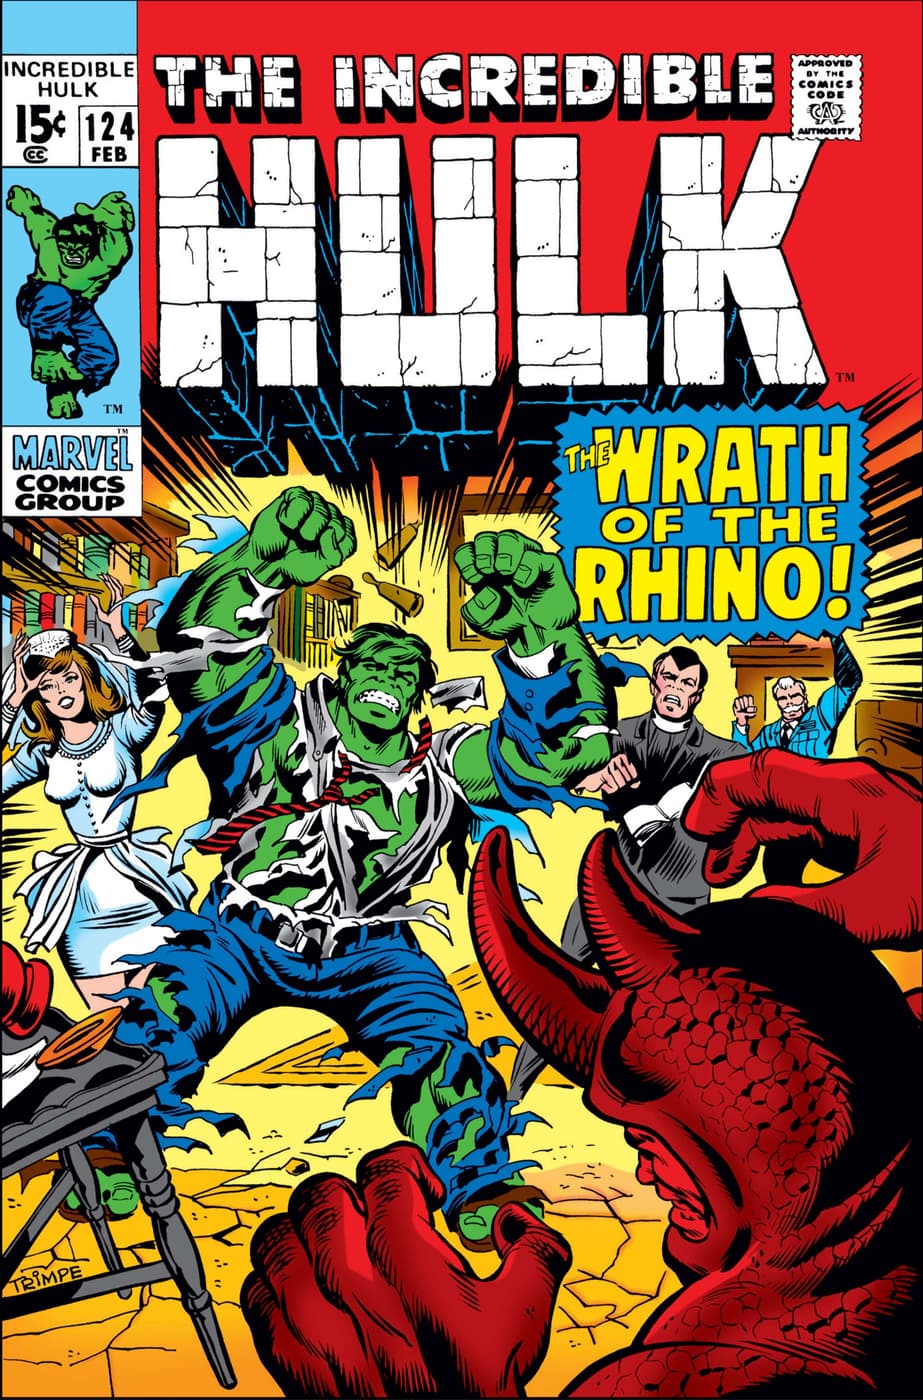 INCREDIBLE
HULK
15¢
CC
124
FEB
TM
MARVEL TM
COMICS
GROUP
THE INCREDIBLE
HULK
TM
APPROVED
BY THE
COMICS
CODE
CA
AUTHORITY
THE WRATH
OF THE
RHINO!
TRIMPE